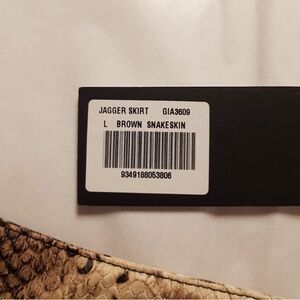 JAGGER SKIRT GIA3609
L BROWN SNAKESKIN
9349188053806